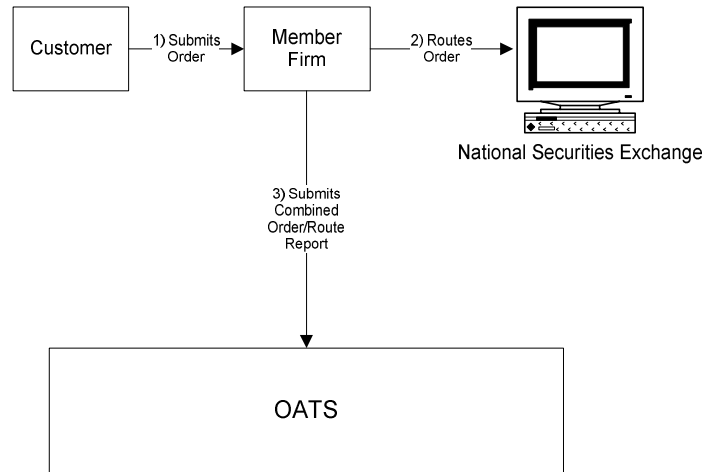 Customer
1) Submits
Order
Member
Firm
2) Routes
Order
National Securities Exchange
3) Submits
Combined
Order/Route
Report
OATS